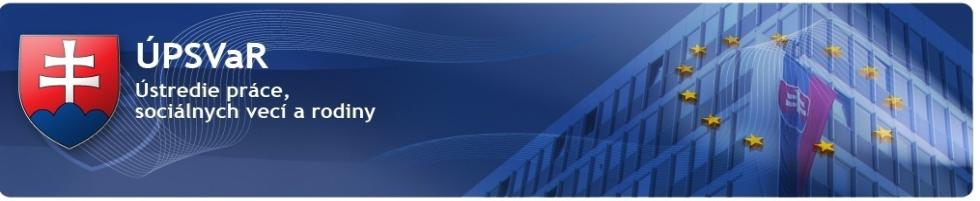 ÚPSVaR
Ústredie práce,
sociálnych vecí a rodiny